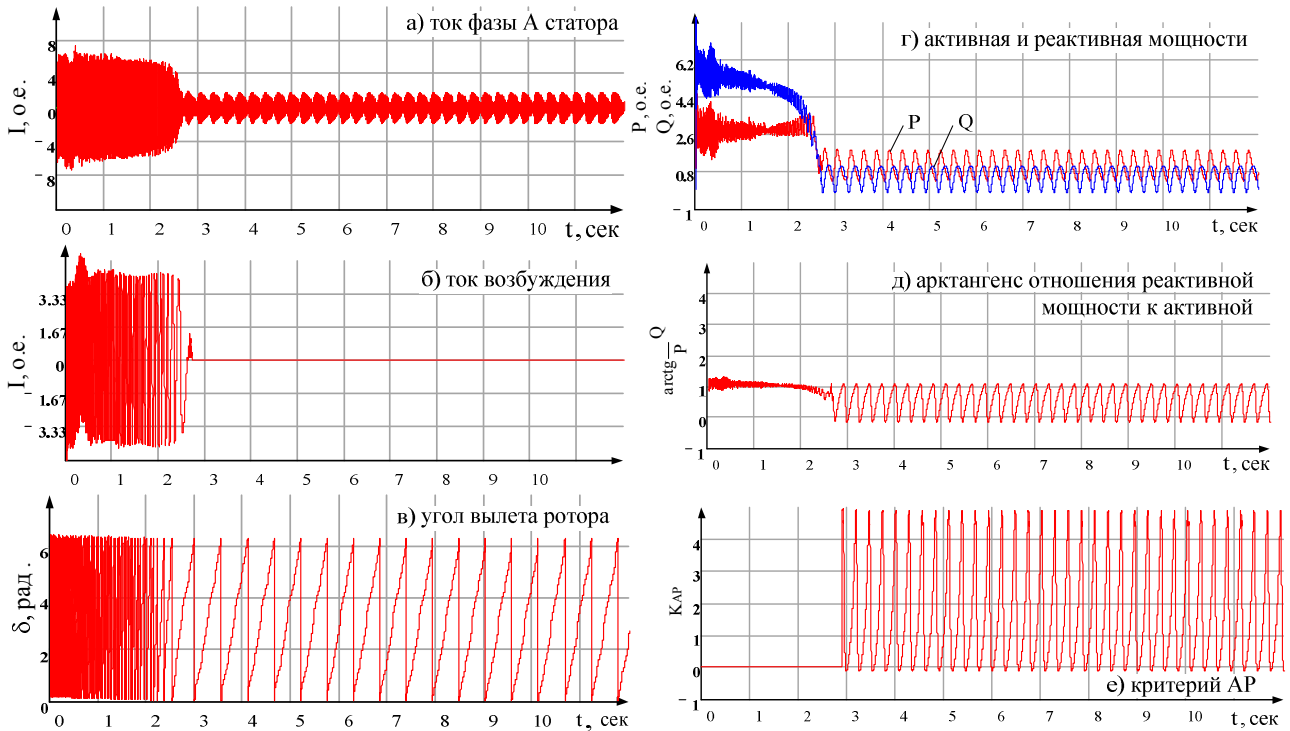 а) ток фазы А статора
I, о.е.
8
4
0
− 4
− 8
0 1 2 3 4 5 6 7 8 9 10 t, сек
б) ток возбуждения
I, о.е.
3.33
1.67
0
− 1.67
− 3.33
0 1 2 3 4 5 6 7 8 9 10 t, сек
в) угол вылета ротора
δ, рад .
6
4
2
0
0 1 2 3 4 5 6 7 8 9 10 t, сек
г) активная и реактивная мощности
P, о.е.
Q, о.е.
6.2
4.4
2.6
0.8
− 1
P Q
0 1 2 3 4 5 6 7 8 9 10 t, сек
д) арктангенс отношения реактивной
мощности к активной
arctg Q
P
4
3
2
1
0
− 1
0 1 2 3 4 5 6 7 8 9 10 t, сек
е) критерий АР
КАР
4
3
2
1
0
− 1
0 1 2 3 4 5 6 7 8 9 10 t, сек